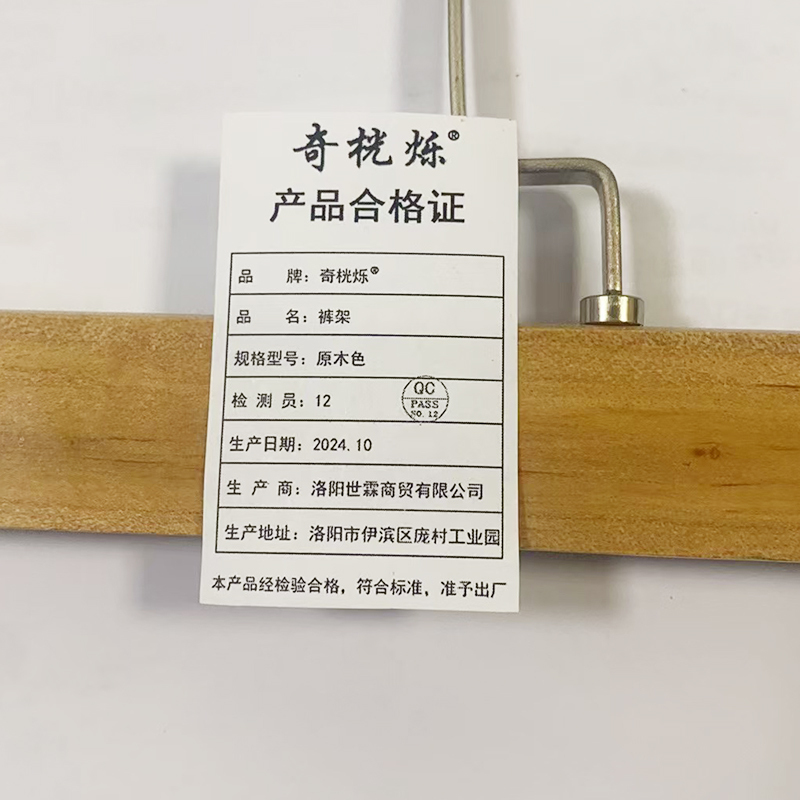 奇桄烁®
产品合格证
品 牌：奇桄烁®
品 名：裤架
规格型号：原木色
检 测 员：12
QC
PASS
NO.12
生产日期：2024.10
生 产 商：洛阳世霖商贸有限公司
生产地址：洛阳市伊滨区庞村工业园
本产品经检验合格，符合标准，准予出厂